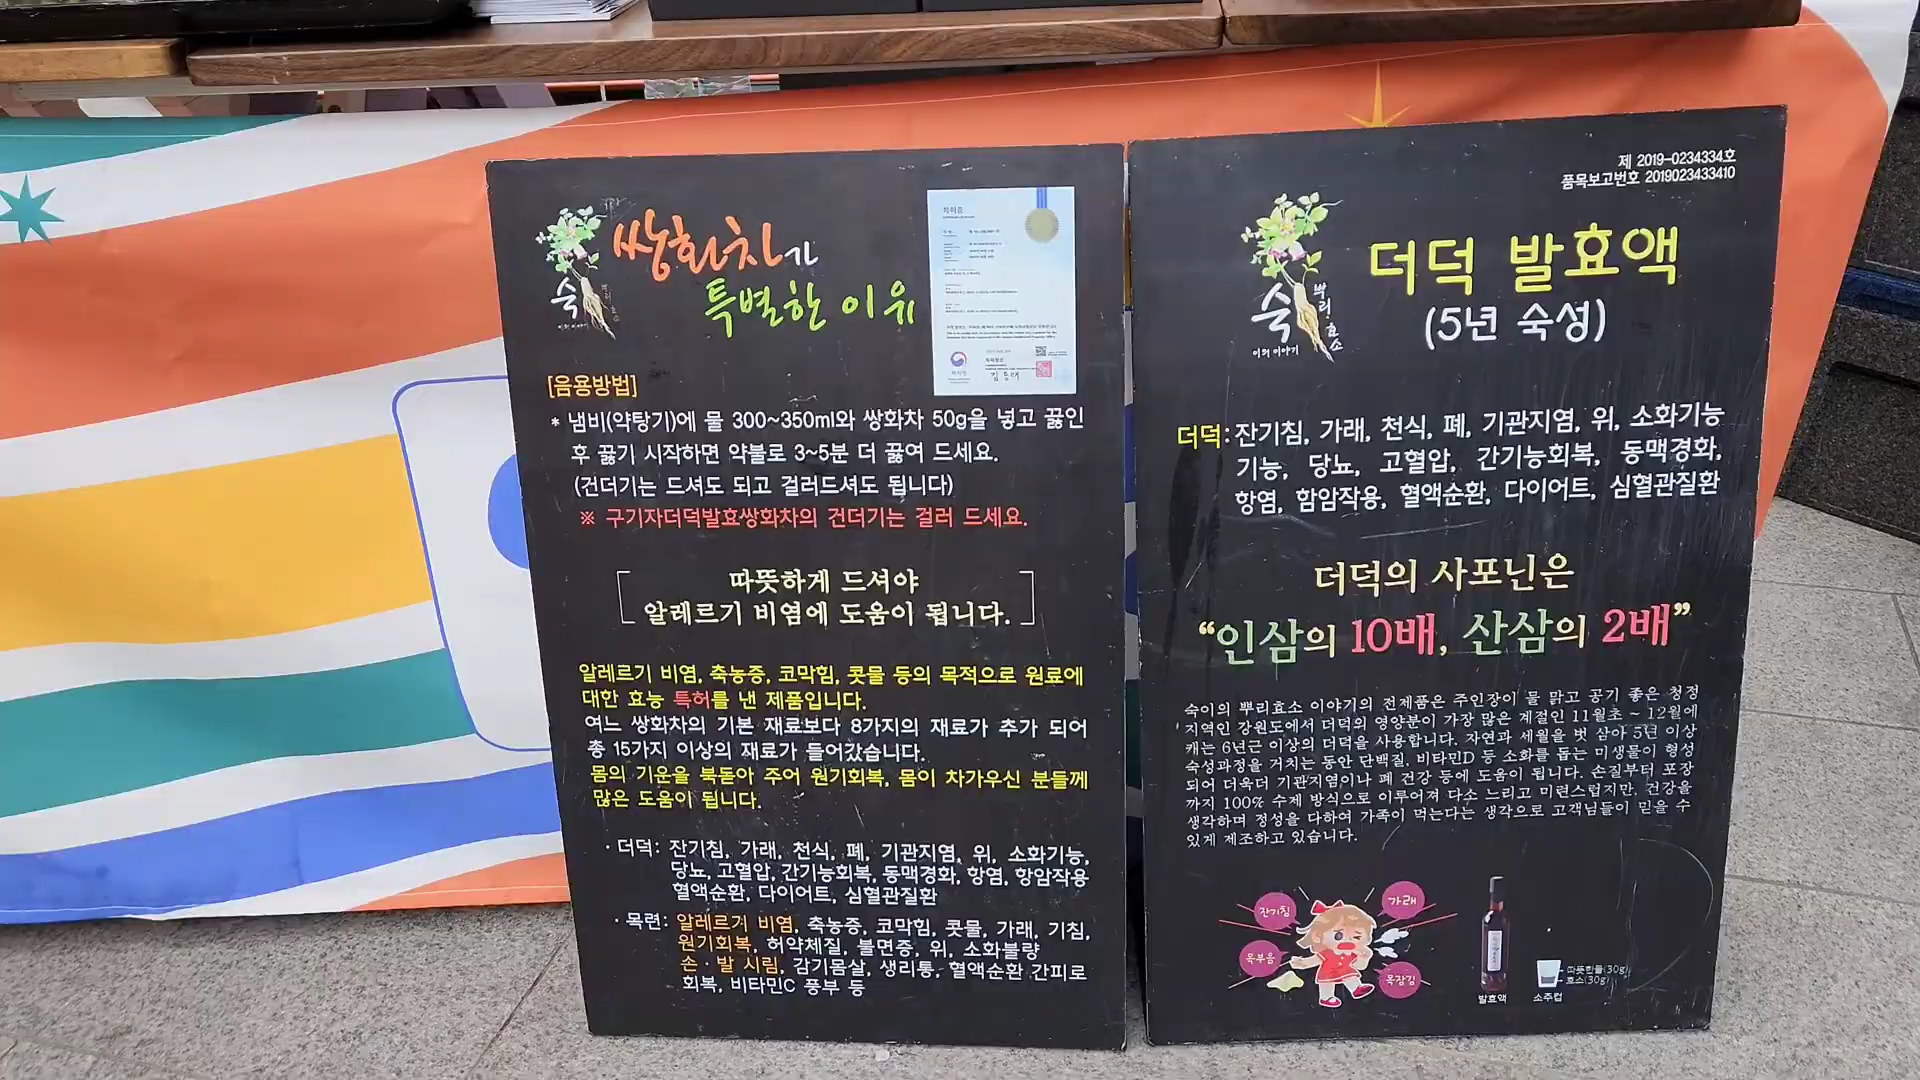 쌍화차가
특별한 이유
숙
이의 이야기
특허증
[음용방법]
* 냄비(약탕기)에 물 300~350ml와 쌍화차 50g을 넣고 끓인
후 끓기 시작하면 약불로 3~5분 더 끓여 드세요.
(건더기는 드셔도 되고 걸러드셔도 됩니다)
※ 구기자더덕발효쌍화차의 건더기는 걸러 드세요.
따뜻하게 드셔야
알레르기 비염에 도움이 됩니다.
알레르기 비염, 축농증, 코막힘, 콧물 등의 목적으로 원료에
대한 효능 특허를 낸 제품입니다.
여느 쌍화차의 기본 재료보다 8가지의 재료가 추가 되어
총 15가지 이상의 재료가 들어갔습니다.
몸의 기운을 북돋아 주어 원기회복, 몸이 차가우신 분들께
많은 도움이 됩니다.
· 더덕: 잔기침, 가래, 천식, 폐, 기관지염, 위, 소화기능,
당뇨, 고혈압, 간기능회복, 동맥경화, 항염, 항암작용
혈액순환, 다이어트, 심혈관질환
· 목련: 알레르기 비염, 축농증, 코막힘, 콧물, 가래, 기침,
원기회복, 허약체질, 불면증, 위, 소화불량
손·발 시림, 감기몸살, 생리통, 혈액순환 간피로
회복, 비타민C 풍부 등
제 2019-0234334호
품목보고번호 2019023433410
더덕 발효액
(5년 숙성)
숙
뿌리효소
이의 이야기
더덕: 잔기침, 가래, 천식, 폐, 기관지염, 위, 소화기능
기능, 당뇨, 고혈압, 간기능회복, 동맥경화,
항염, 함암작용, 혈액순환, 다이어트, 심혈관질환
더덕의 사포닌은
“인삼의 10배, 산삼의 2배”
숙이의 뿌리효소 이야기의 전제품은 주인장이 물 맑고 공기 좋은 청정
지역인 강원도에서 더덕의 영양분이 가장 많은 계절인 11월초 ~ 12월에
캐는 6년근 이상의 더덕을 사용합니다. 자연과 세월을 벗 삼아 5년 이상
숙성과정을 거치는 동안 단백질, 비타민D 등 소화를 돕는 미생물이 형성
되어 더욱더 기관지염이나 폐 건강 등에 도움이 됩니다. 손질부터 포장
까지 100% 수제 방식으로 이루어져 다소 느리고 미련스럽지만, 건강을
생각하며 정성을 다하여 가족이 먹는다는 생각으로 고객님들이 믿을 수
있게 제조하고 있습니다.
잔기침
가래
목부음
목잠김
발효액
소주컵
따뜻한물(30g)
효소(30g)